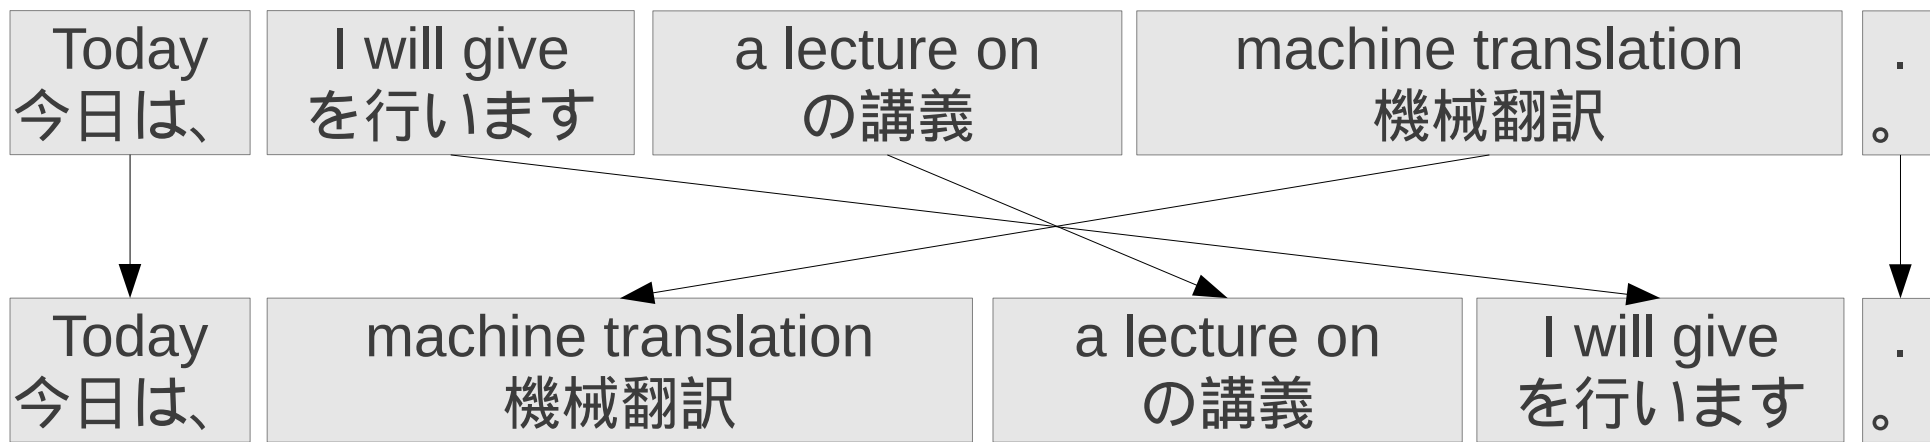 Today
今日は、
I will give
を行います
a lecture on
の講義
machine translation
機械翻訳
.
。
Today
今日は、
machine translation
機械翻訳
a lecture on
の講義
I will give
を行います
.
。